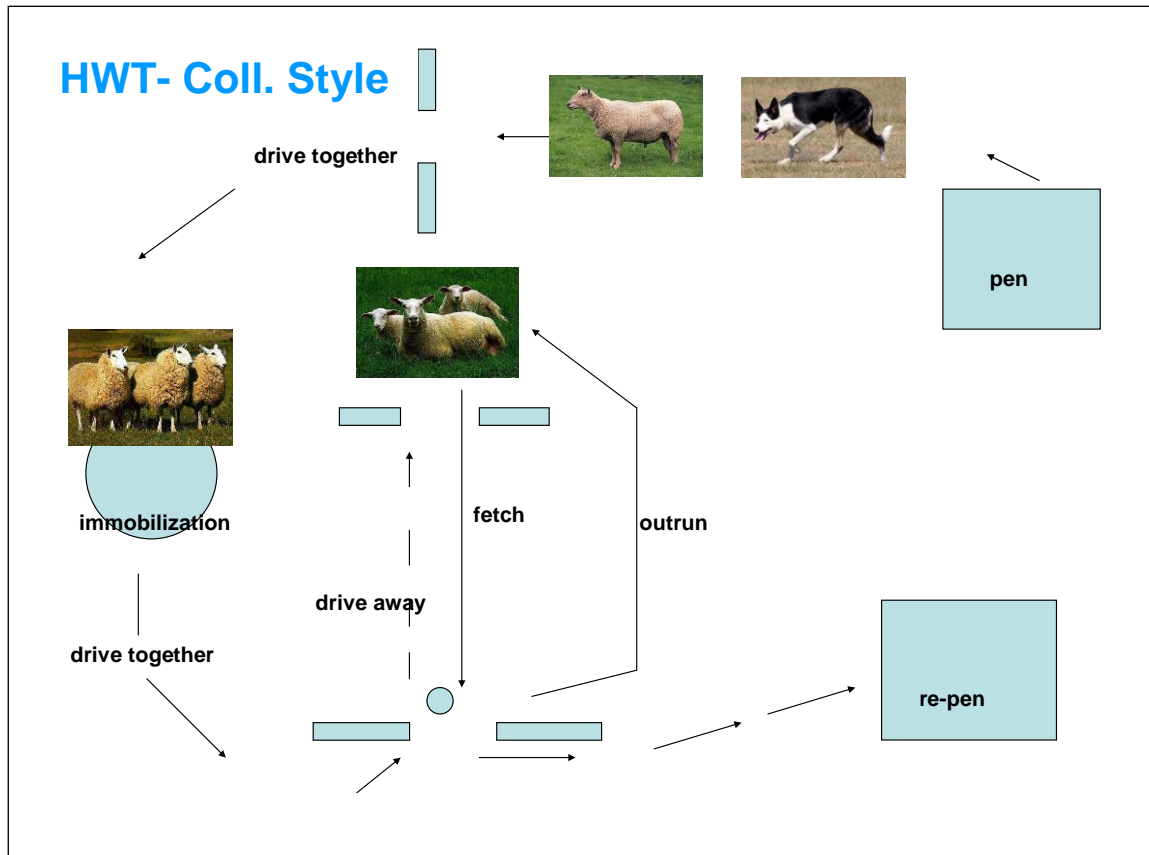 HWT- Coll. Style
drive together
pen
immobilization
fetch
outrun
drive away
drive together
re-pen